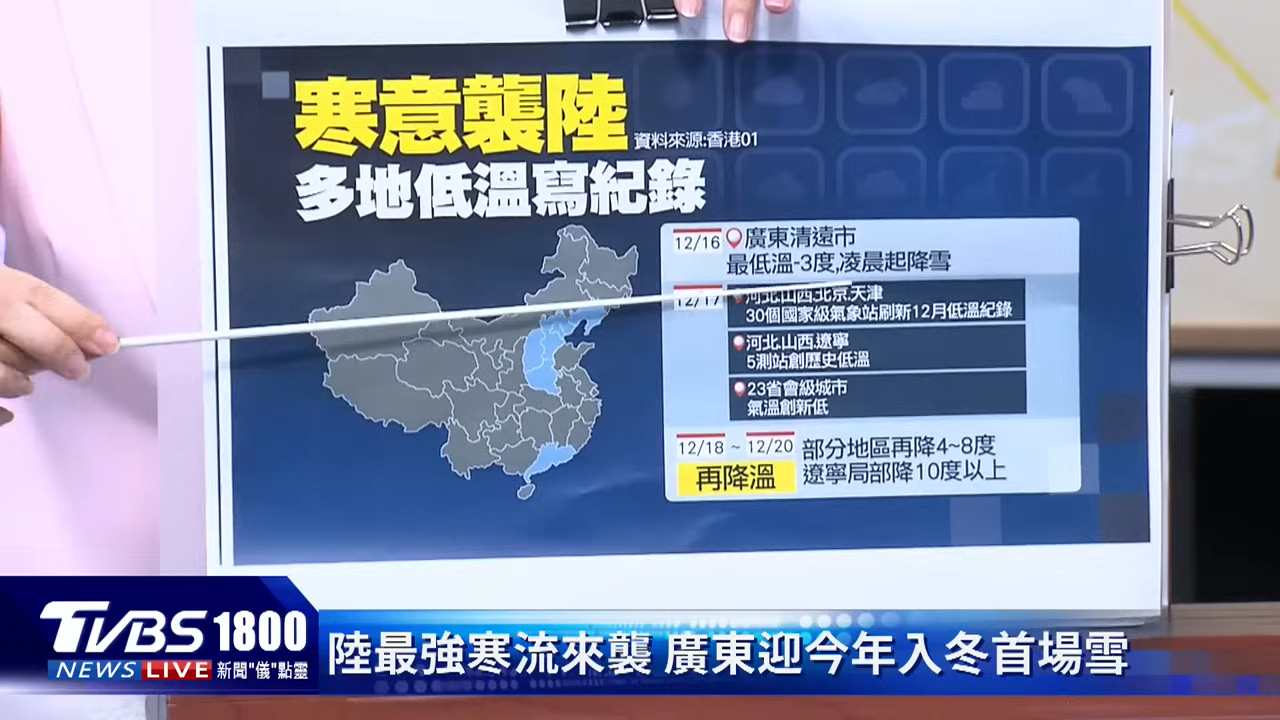 寒意襲陸
資料來源:香港01
多地低溫寫紀錄
12/16 廣東清遠市
最低溫-3度,凌晨起降雪
12/17 河北.山西.北京.天津
30個國家級氣象站刷新12月低溫紀錄
河北.山西.遼寧
5測站創歷史低溫
23省會級城市
氣溫創新低
12/18 ~ 12/20 部分地區再降4~8度
再降溫 遼寧局部降10度以上
TVBS 1800
NEWS LIVE 新聞"儀"點靈
陸最強寒流來襲 廣東迎今年入冬首場雪